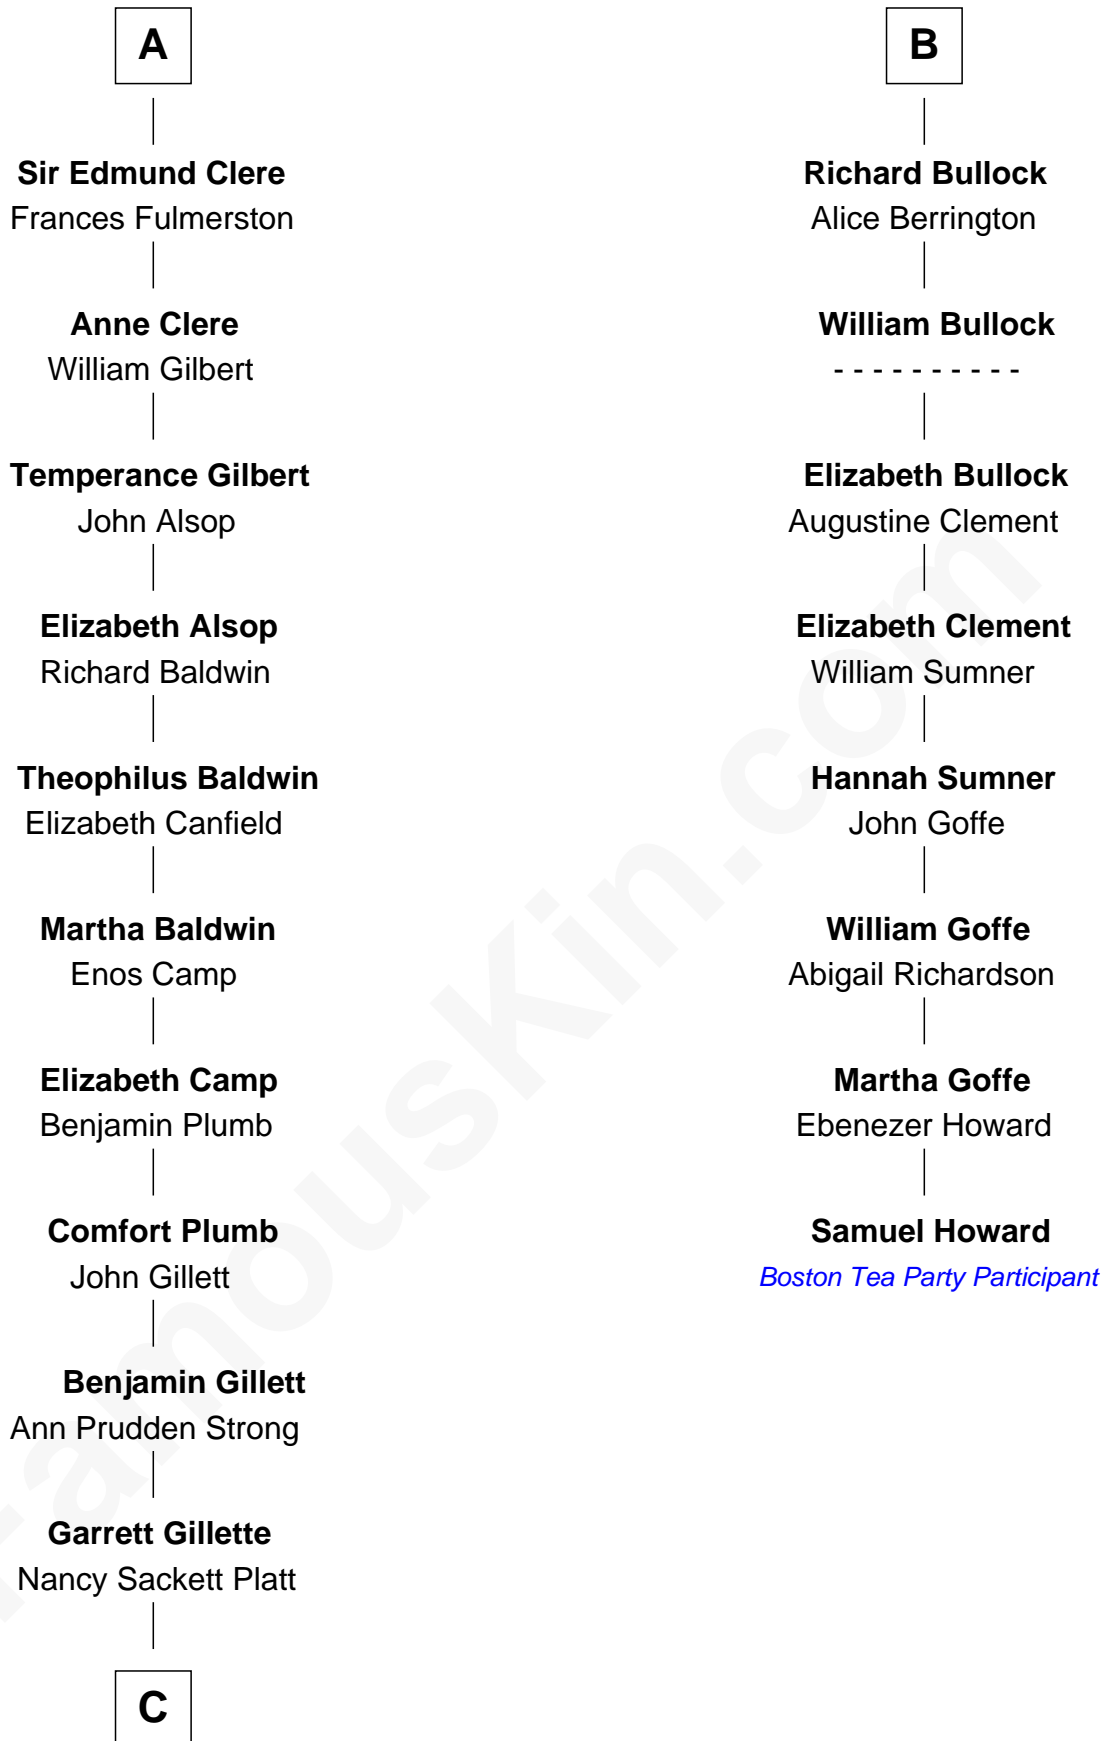 A
Sir Edmund Clere
Frances Fulmerston
Anne Clere
William Gilbert
Temperance Gilbert
John Alsop
Elizabeth Alsop
Richard Baldwin
Theophilus Baldwin
Elizabeth Canfield
Martha Baldwin
Enos Camp
Elizabeth Camp
Benjamin Plumb
Comfort Plumb
John Gillett
Benjamin Gillett
Ann Prudden Strong
Garrett Gillette
Nancy Sackett Platt
C
B
Richard Bullock
Alice Berrington
William Bullock
- - - - - - - - - -
Elizabeth Bullock
Augustine Clement
Elizabeth Clement
William Sumner
Hannah Sumner
John Goffe
William Goffe
Abigail Richardson
Martha Goffe
Ebenezer Howard
Samuel Howard
Boston Tea Party Participant
FamousKin.com